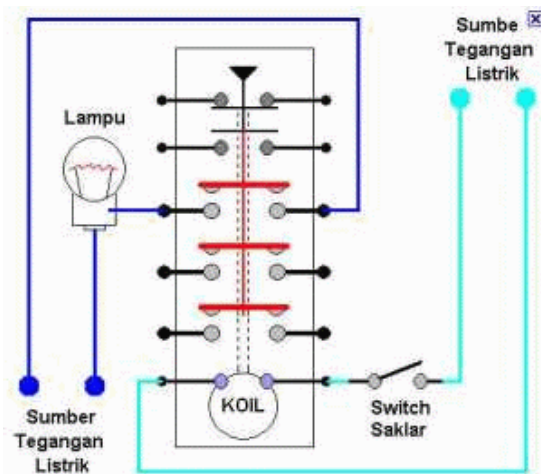 Sumbe
Tegangan
Listrik
Lampu
KOIL
Switch
Saklar
Sumber
Tegangan
Listrik